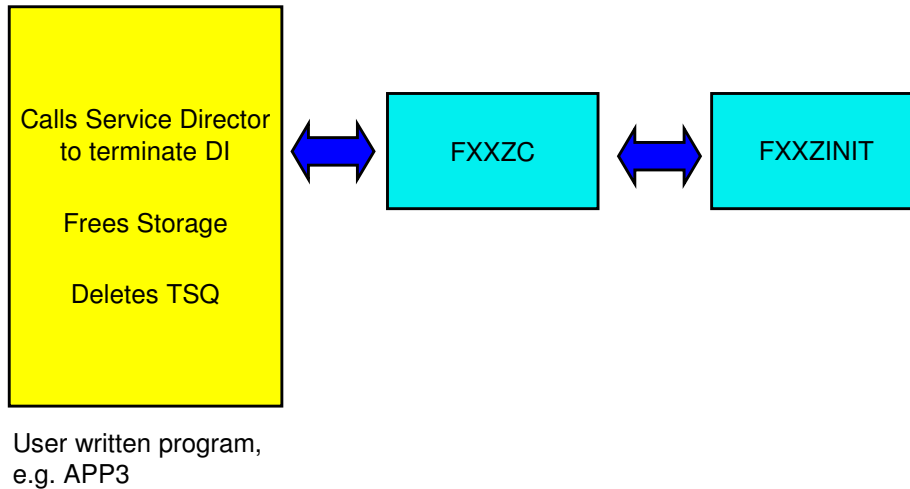 Calls Service Director
to terminate DI
Frees Storage
Deletes TSQ
FXXZC
FXXZINIT
User written program,
e.g. APP3